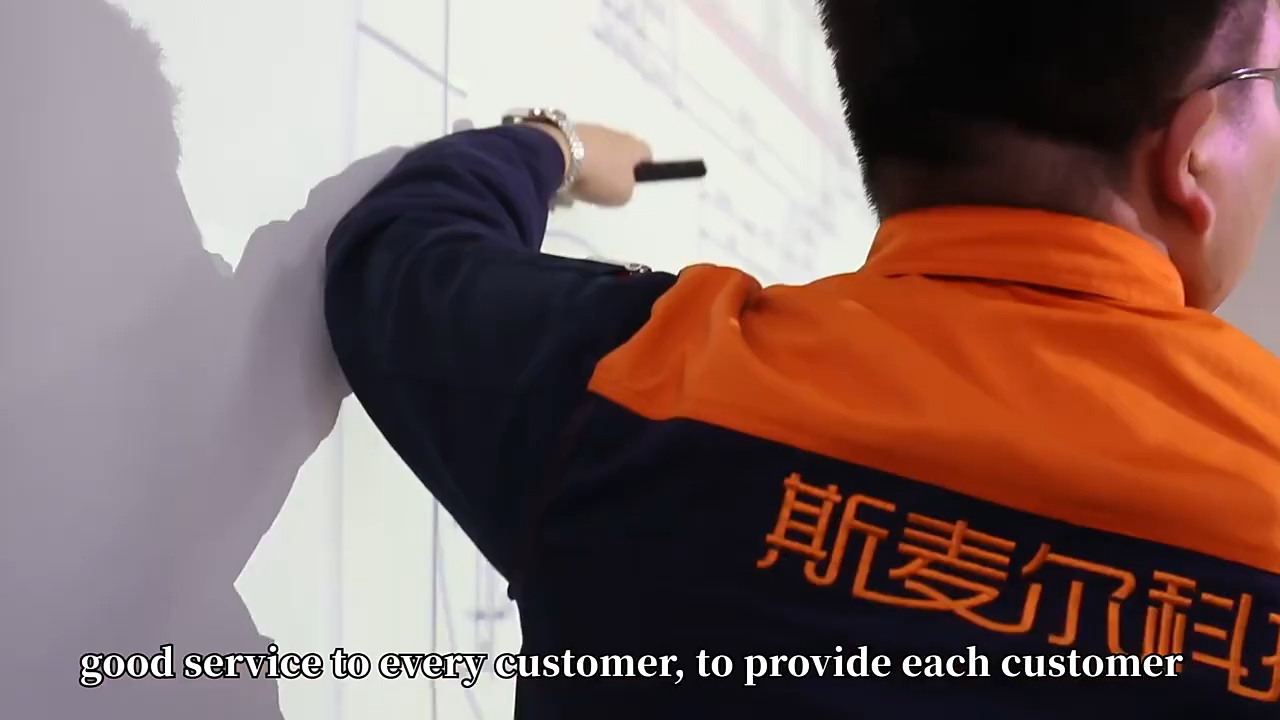 斯麦尔科
good service to every customer, to provide each customer